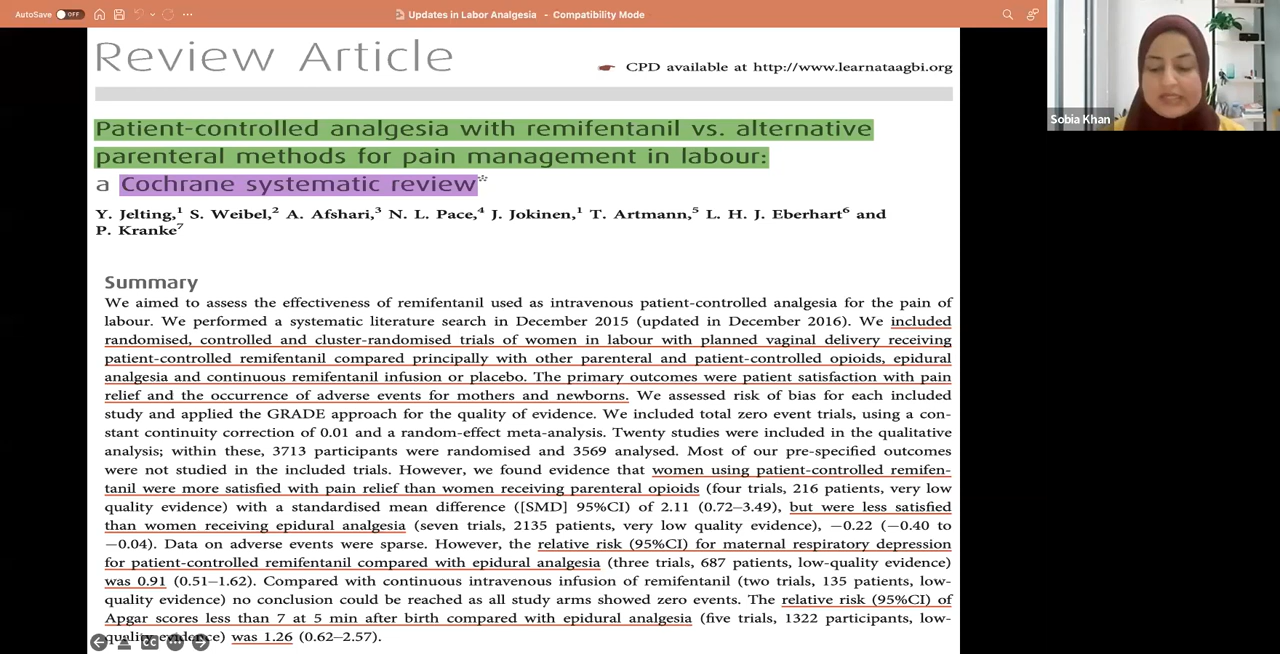 AutoSave OFF
Updates in Labor Analgesia - Compatibility Mode
Sobia Khan
Review Article
CPD available at http://www.learnataagbi.org
Patient-controlled analgesia with remifentanil vs. alternative
parenteral methods for pain management in labour:
a Cochrane systematic review*
Y. Jelting,1 S. Weibel,2 A. Afshari,3 N. L. Pace,4 J. Jokinen,1 T. Artmann,5 L. H. J. Eberhart6 and
P. Kranke7
Summary
We aimed to assess the effectiveness of remifentanil used as intravenous patient-controlled analgesia for the pain of
labour. We performed a systematic literature search in December 2015 (updated in December 2016). We included
randomised, controlled and cluster-randomised trials of women in labour with planned vaginal delivery receiving
patient-controlled remifentanil compared principally with other parenteral and patient-controlled opioids, epidural
analgesia and continuous remifentanil infusion or placebo. The primary outcomes were patient satisfaction with pain
relief and the occurrence of adverse events for mothers and newborns. We assessed risk of bias for each included
study and applied the GRADE approach for the quality of evidence. We included total zero event trials, using a con-
stant continuity correction of 0.01 and a random-effect meta-analysis. Twenty studies were included in the qualitative
analysis; within these, 3713 participants were randomised and 3569 analysed. Most of our pre-specified outcomes
were not studied in the included trials. However, we found evidence that women using patient-controlled remifen-
tanil were more satisfied with pain relief than women receiving parenteral opioids (four trials, 216 patients, very low
quality evidence) with a standardised mean difference ([SMD] 95%CI) of 2.11 (0.72–3.49), but were less satisfied
than women receiving epidural analgesia (seven trials, 2135 patients, very low quality evidence), −0.22 (−0.40 to
−0.04). Data on adverse events were sparse. However, the relative risk (95%CI) for maternal respiratory depression
for patient-controlled remifentanil compared with epidural analgesia (three trials, 687 patients, low-quality evidence)
was 0.91 (0.51–1.62). Compared with continuous intravenous infusion of remifentanil (two trials, 135 patients, low-
quality evidence) no conclusion could be reached as all study arms showed zero events. The relative risk (95%CI) of
Apgar scores less than 7 at 5 min after birth compared with epidural analgesia (five trials, 1322 participants, low-
quality evidence) was 1.26 (0.62–2.57).
CC